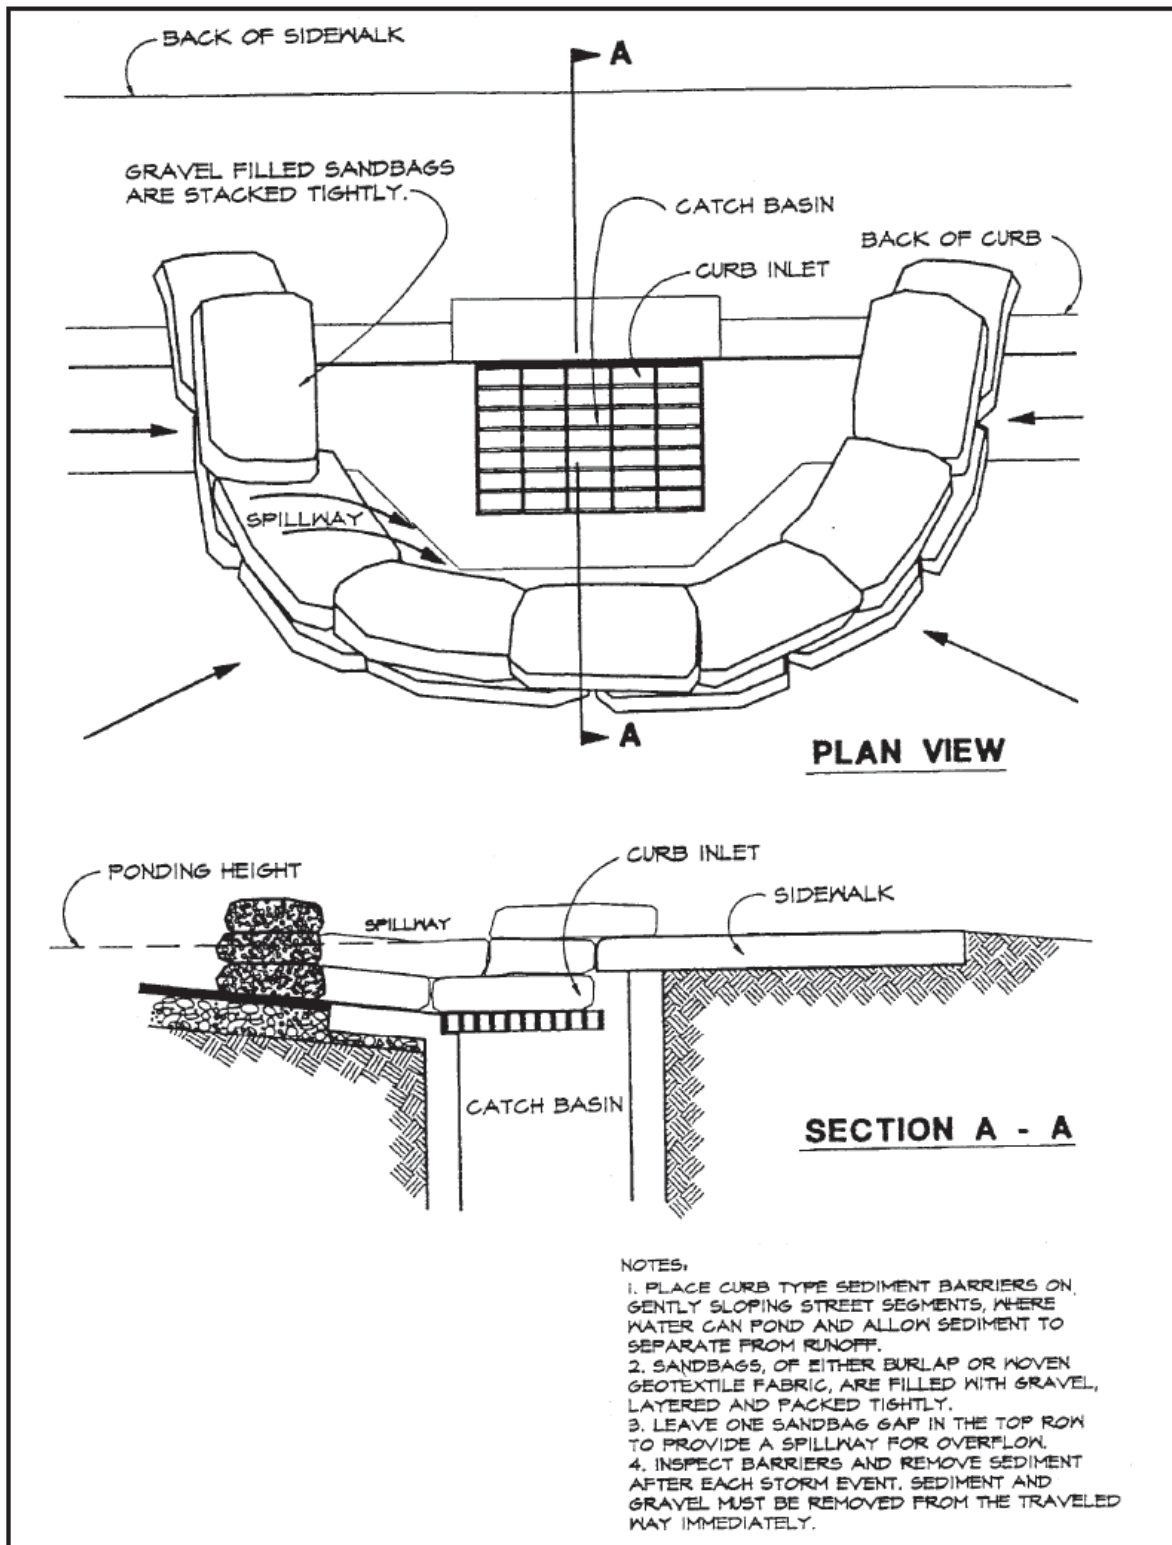 BACK OF SIDEWALK
A
GRAVEL FILLED SANDBAGS
ARE STACKED TIGHTLY.
CATCH BASIN
BACK OF CURB
CURB INLET
SPILLWAY
A
PLAN VIEW
CURB INLET
PONDING HEIGHT
SIDEWALK
SPILLWAY
CATCH BASIN
SECTION A - A
NOTES:
1. PLACE CURB TYPE SEDIMENT BARRIERS ON
GENTLY SLOPING STREET SEGMENTS, WHERE
WATER CAN POND AND ALLOW SEDIMENT TO
SEPARATE FROM RUNOFF.
2. SANDBAGS, OF EITHER BURLAP OR WOVEN
GEOTEXTILE FABRIC, ARE FILLED WITH GRAVEL,
LAYERED AND PACKED TIGHTLY.
3. LEAVE ONE SANDBAG GAP IN THE TOP ROW
TO PROVIDE A SPILLWAY FOR OVERFLOW.
4. INSPECT BARRIERS AND REMOVE SEDIMENT
AFTER EACH STORM EVENT. SEDIMENT AND
GRAVEL MUST BE REMOVED FROM THE TRAVELED
WAY IMMEDIATELY.